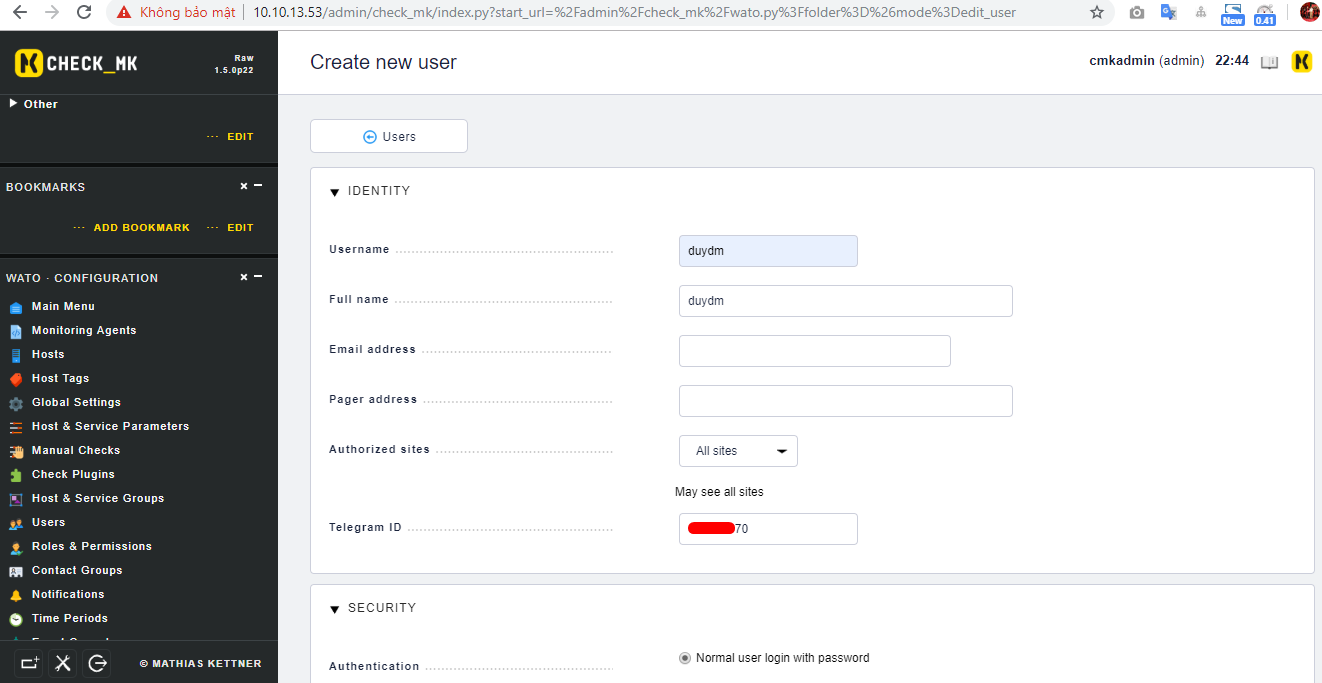 Không bảo mật
10.10.13.53/admin/check_mk/index.py?start_url=%2Fadmin%2Fcheck_mk%2Fwato.py%3Ffolder%3D%26mode%3Dedit_user
New
0.41
CHECK_MK
Raw
1.5.0p22
Other
EDIT
BOOKMARKS
ADD BOOKMARK
EDIT
WATO · CONFIGURATION
Main Menu
Monitoring Agents
Hosts
Host Tags
Global Settings
Host & Service Parameters
Manual Checks
Check Plugins
Host & Service Groups
Users
Roles & Permissions
Contact Groups
Notifications
Time Periods
© MATHIAS KETTNER
Create new user
cmkadmin (admin) 22:44
Users
IDENTITY
Username
duydm
Full name
duydm
Email address
Pager address
Authorized sites
All sites
May see all sites
Telegram ID
70
SECURITY
Authentication
Normal user login with password